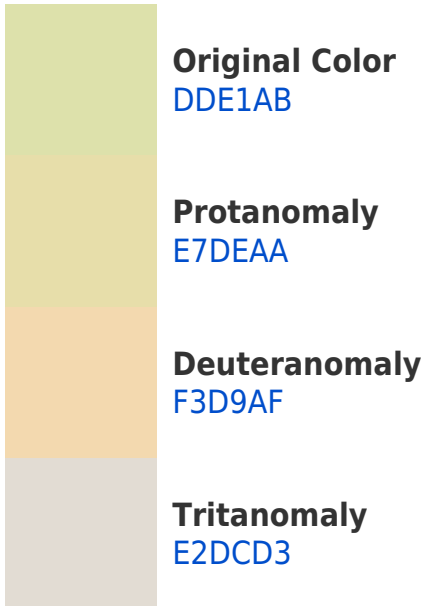 Original Color
DDE1AB
Protanomaly
E7DEAA
Deuteranomaly
F3D9AF
Tritanomaly
E2DCD3